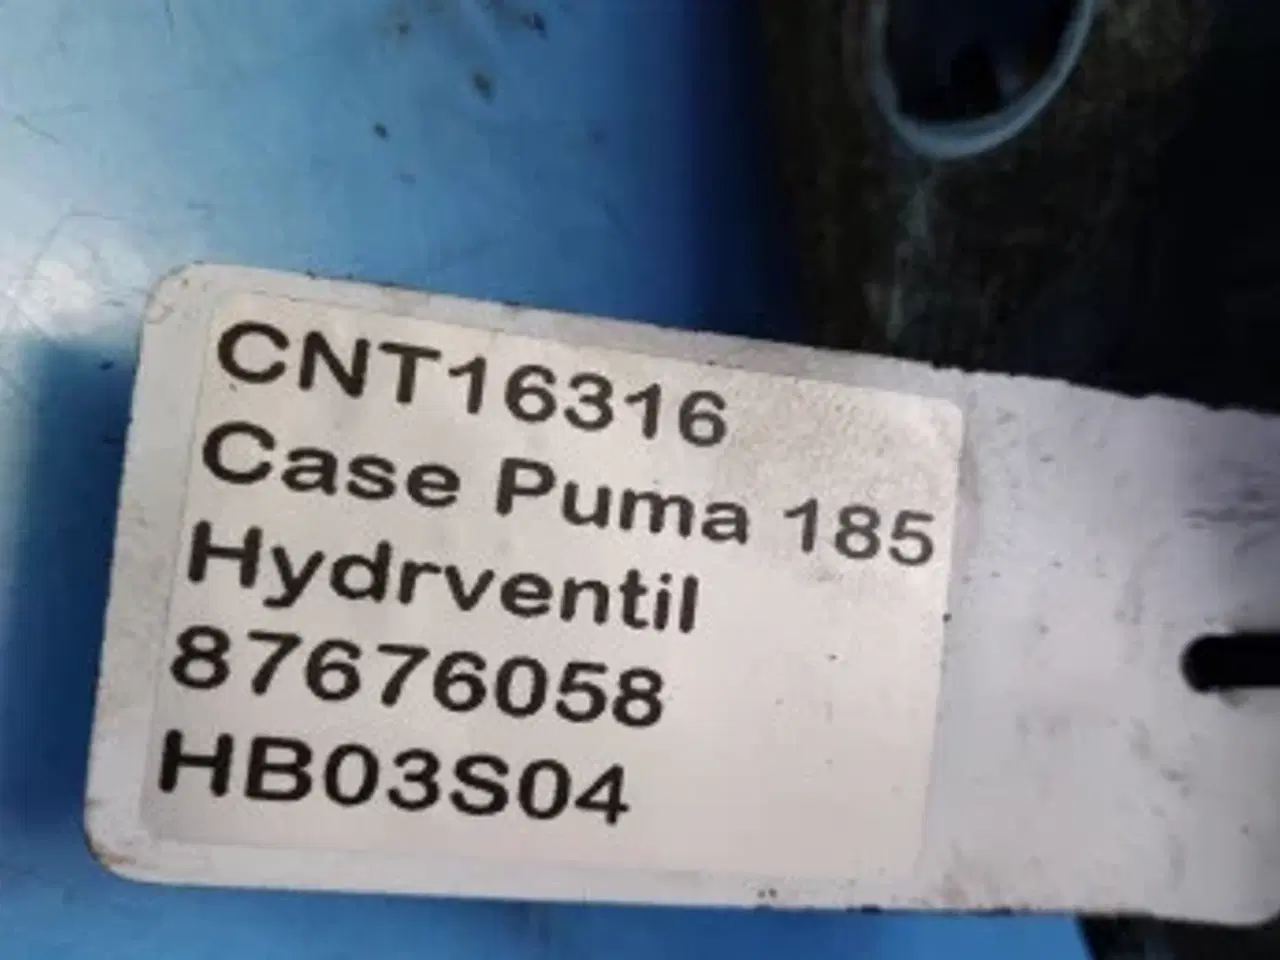 CNT16316
Case Puma 185
Hydrventil
87676058
HB03S04